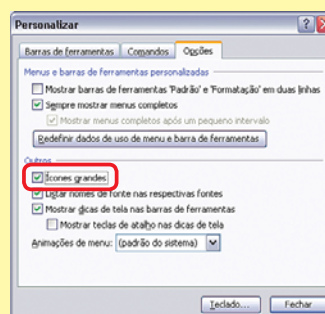 Personalizar
Barras de ferramentas Comandos Opções
Menus e barras de ferramentas personalizadas
Mostrar barras de ferramentas 'Padrão' e 'Formatação' em duas linhas
Sempre mostrar menus completos
Mostrar menus completos após um pequeno intervalo
Redefinir dados de uso de menu e barra de ferramentas
Outros
Ícones grandes
Listar nomes de fonte nas respectivas fontes
Mostrar dicas de tela nas barras de ferramentas
Mostrar teclas de atalho nas dicas de tela
Animações de menu: (padrão do sistema)
Teclado... Fechar